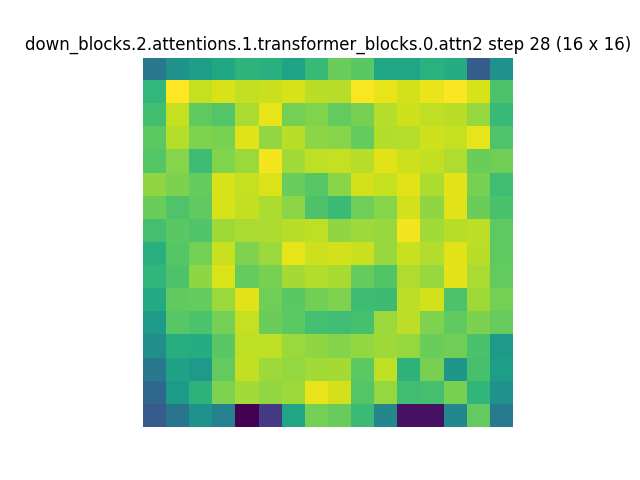 down_blocks.2.attentions.1.transformer_blocks.0.attn2 step 28 (16 x 16)